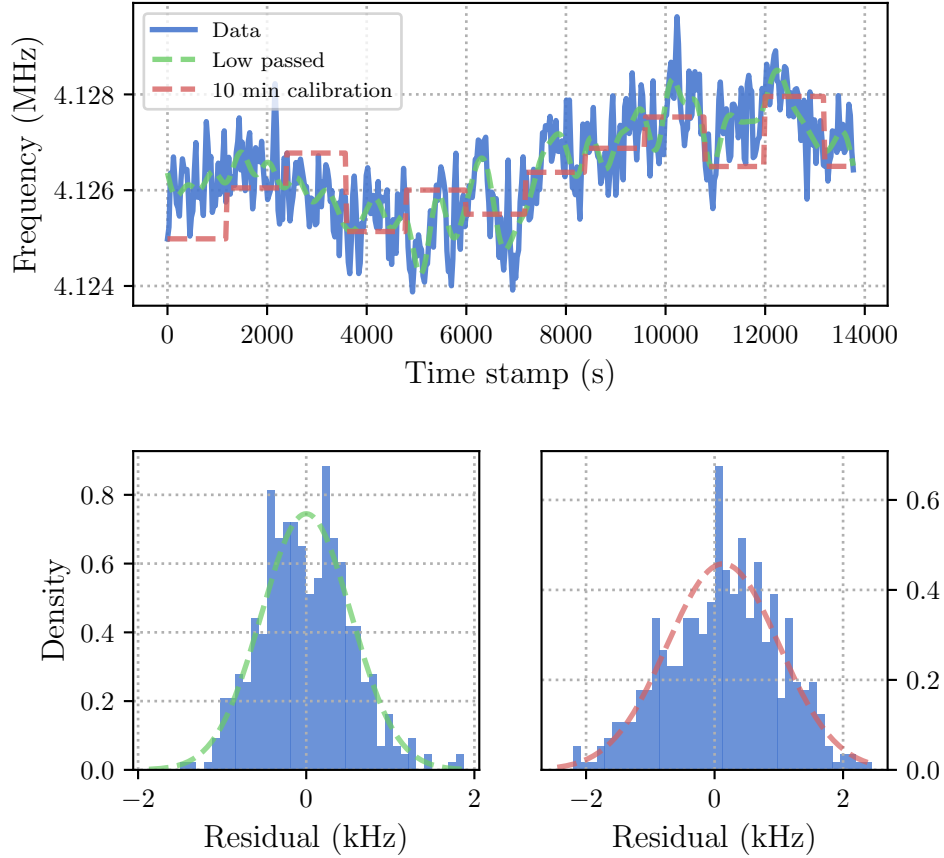 Data
Low passed
10 min calibration
Frequency (MHz)
4.128
4.126
4.124
0 2000 4000 6000 8000 10000 12000 14000
Time stamp (s)
Density
0.8
0.6
0.4
0.2
0.0
−2 0 2
Residual (kHz)
0.6
0.4
0.2
0.0
−2 0 2
Residual (kHz)